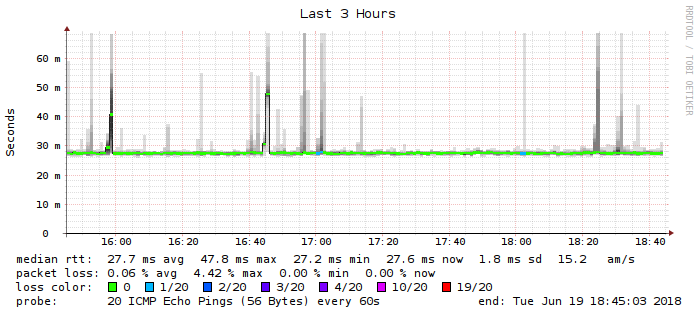 Last 3 Hours
RRDTOOL / TOBI OETIKER
Seconds
60 m
50 m
40 m
30 m
20 m
10 m
0
16:00 16:20 16:40 17:00 17:20 17:40 18:00 18:20 18:40
median rtt: 27.7 ms avg 47.8 ms max 27.2 ms min 27.6 ms now 1.8 ms sd 15.2 am/s
packet loss: 0.06 % avg 4.42 % max 0.00 % min 0.00 % now
loss color: 0 1/20 2/20 3/20 4/20 10/20 19/20
probe: 20 ICMP Echo Pings (56 Bytes) every 60s end: Tue Jun 19 18:45:03 2018